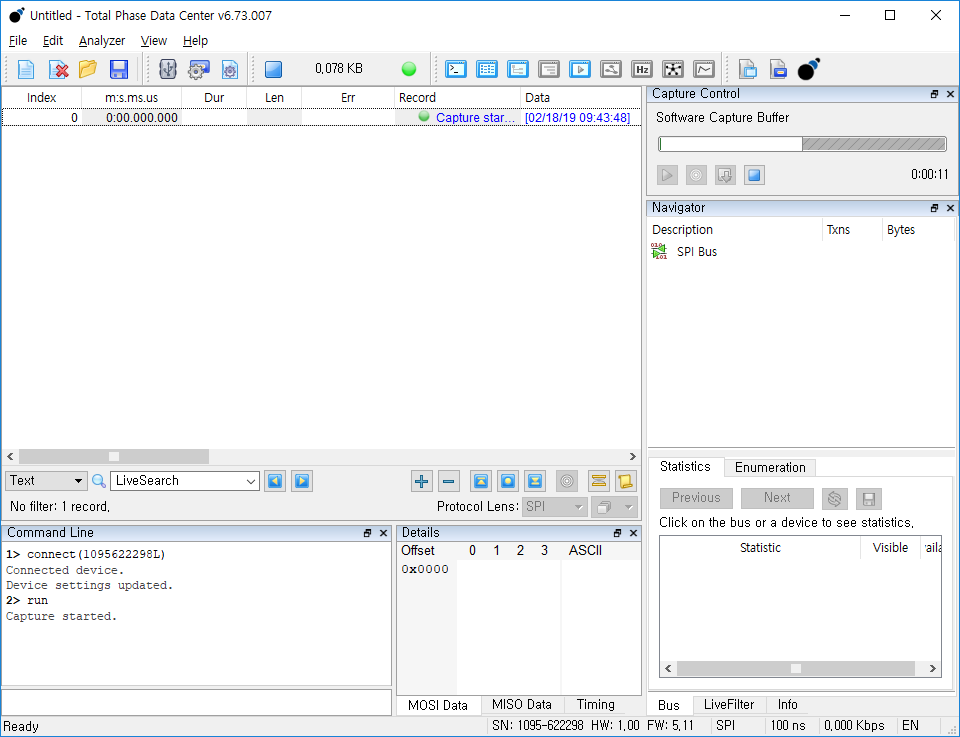 Untitled - Total Phase Data Center v6.73.007
File Edit Analyzer View Help
0,078 KB
Hz
Index m:s.ms.us Dur Len Err Record Data
0 0:00.000.000 Capture star... [02/18/19 09:43:48]
Capture Control
Software Capture Buffer
0:00:11
Navigator
Description Txns Bytes
SPI Bus
Text LiveSearch
No filter: 1 record. Protocol Lens: SPI
Command Line
1> connect(1095622298L)
Connected device.
Device settings updated.
2> run
Capture started.
Details
Offset 0 1 2 3 ASCII
0x0000
MOSI Data MISO Data Timing
Statistics Enumeration
Previous Next
Click on the bus or a device to see statistics.
Statistic Visible
Bus LiveFilter Info
Ready SN: 1095-622298 HW: 1.00 FW: 5.11 SPI 100 ns 0,000 Kbps EN